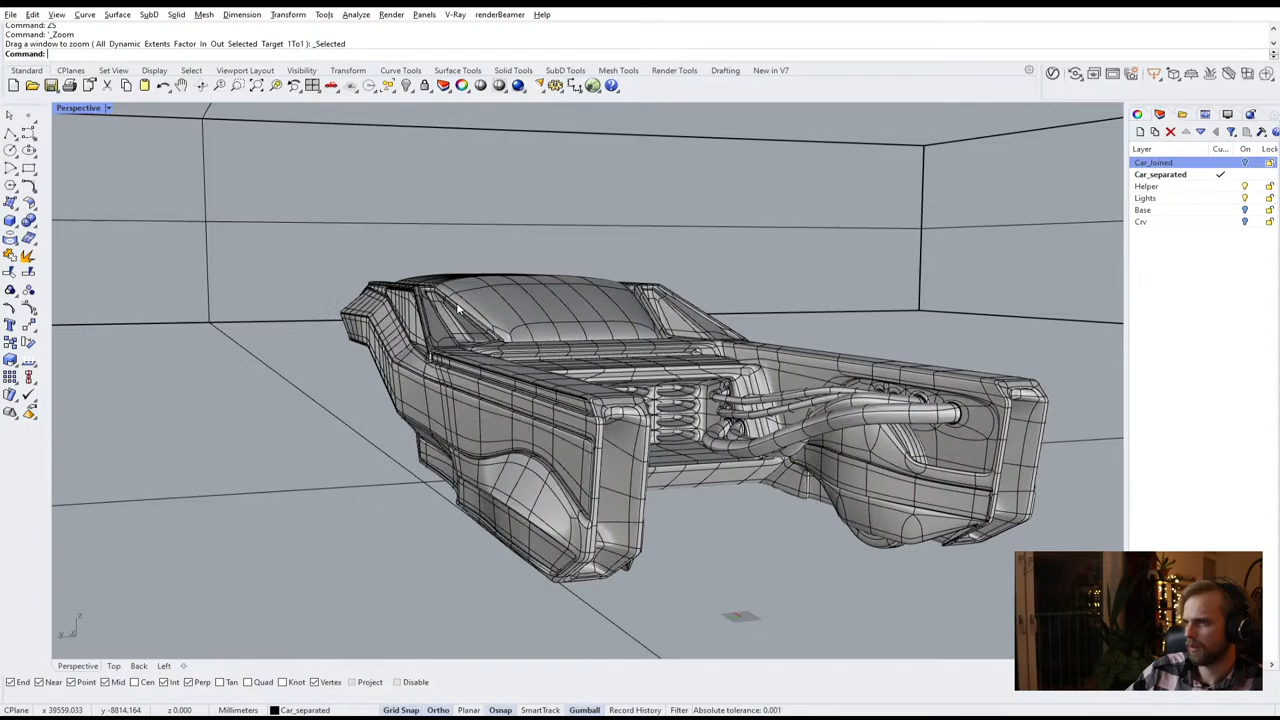 File Edit View Curve Surface SubD Solid Mesh Dimension Transform Tools Analyze Render Panels V-Ray renderBeamer Help
Command: ZS
Command: '_Zoom
Drag a window to zoom ( All Dynamic Extents Factor In Out Selected Target 1To1 ): _Selected
Command:
Standard CPlanes Set View Display Select Viewport Layout Visibility Transform Curve Tools Surface Tools Solid Tools SubD Tools Mesh Tools Render Tools Drafting New in V7
Perspective
Layer Cu... On Lock
Car_Joined
Car_separated
Helper
Lights
Base
Crv
z
y x
Perspective Top Back Left
End Near Point Mid Cen Int Perp Tan Quad Knot Vertex Project Disable
CPlane x 39559.033 y -8814.164 z 0.000 Millimeters Car_separated Grid Snap Ortho Planar Osnap SmartTrack Gumball Record History Filter Absolute tolerance: 0.001